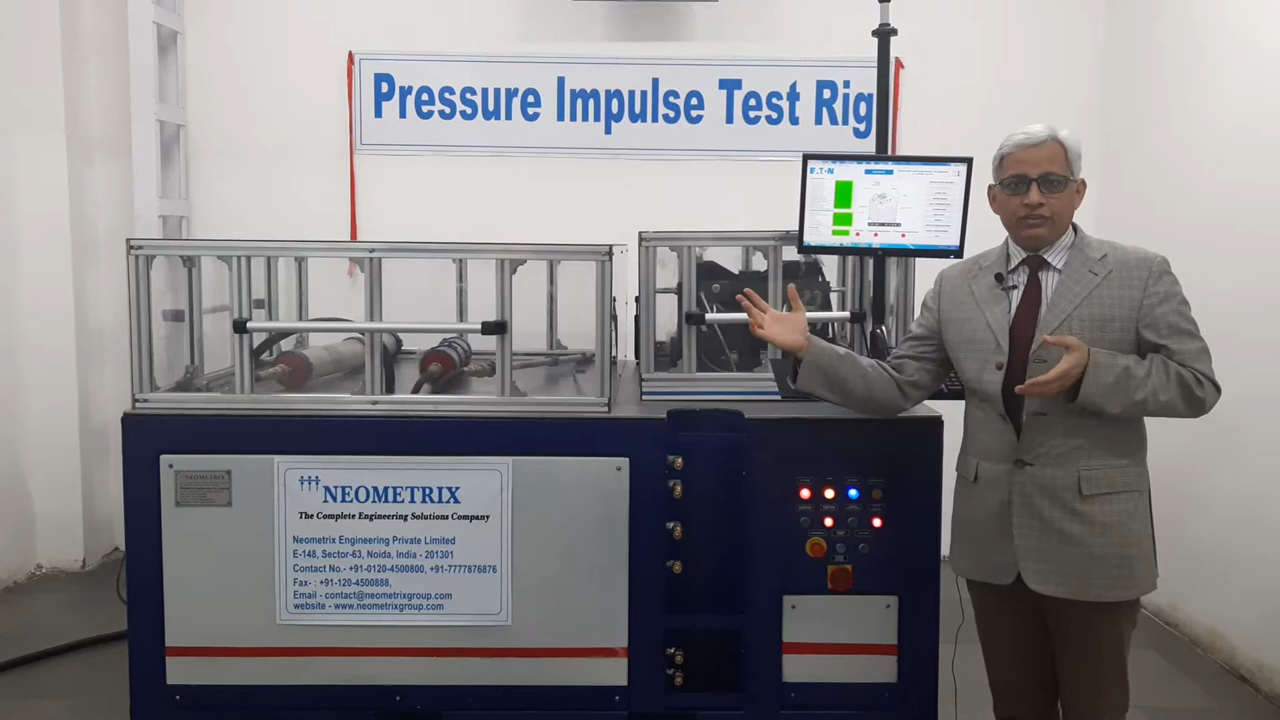 Pressure Impulse Test Rig
EATON
NEOMETRIX
NEOMETRIX
The Complete Engineering Solutions Company
Neometrix Engineering Private Limited
E-148, Sector-63, Noida, India - 201301
Contact No.- +91-0120-4500800, +91-7777876876
Fax- : +91-120-4500888,
Email - contact@neometrixgroup.com
website - www.neometrixgroup.com